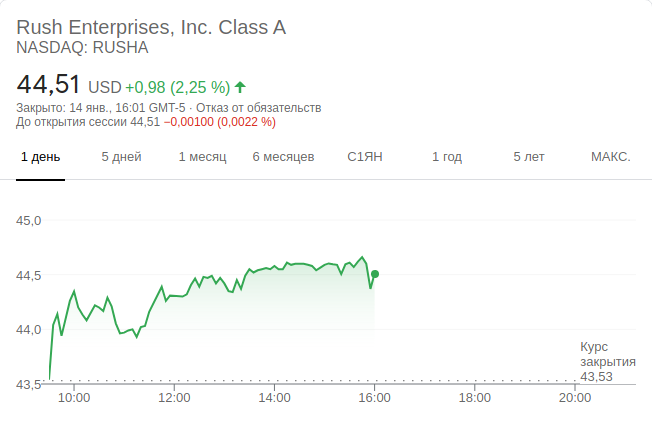 Rush Enterprises, Inc. Class A
NASDAQ: RUSHA
44,51 USD +0,98 (2,25 %)
Закрыто: 14 янв., 16:01 GMT-5 · Отказ от обязательств
До открытия сессии 44,51 −0,00100 (0,0022 %)
1 день 5 дней 1 месяц 6 месяцев С1ЯН 1 год 5 лет МАКС.
45,0
44,5
44,0
Курс
закрытия
43,53
43,5
10:00 12:00 14:00 16:00 18:00 20:00